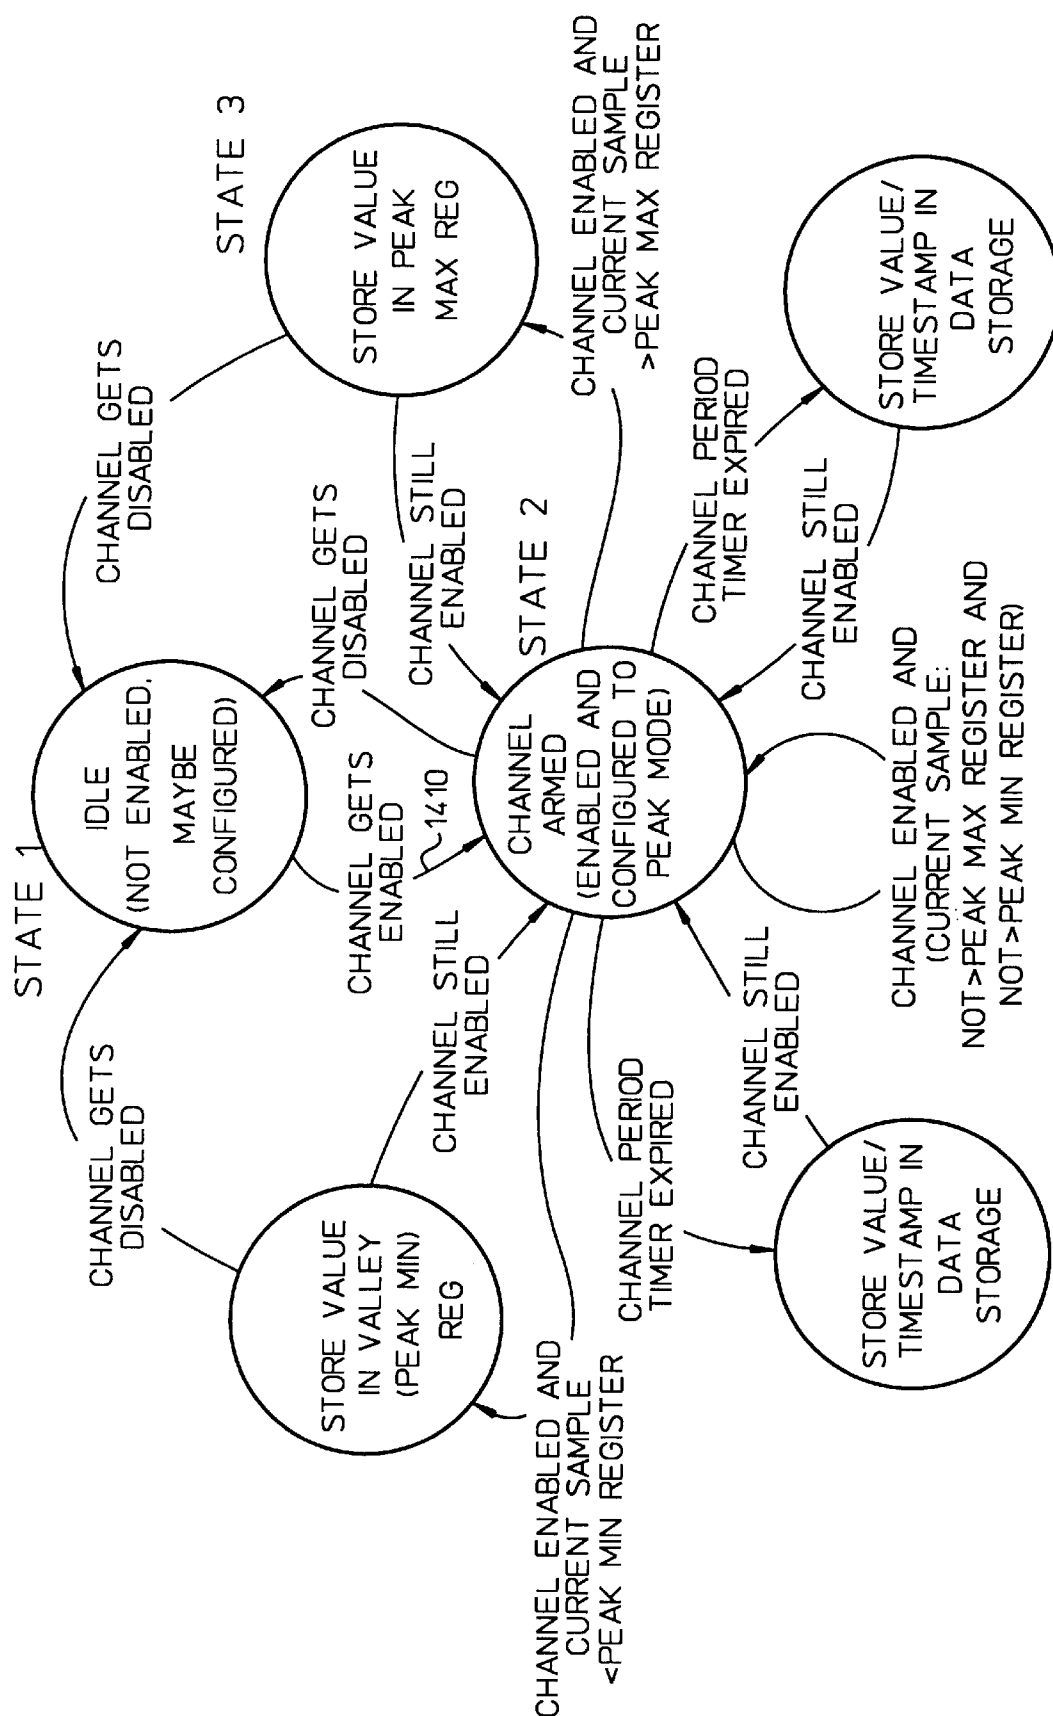 STATE 1
IDLE
(NOT ENABLED,
MAYBE
CONFIGURED)
CHANNEL GETS
DISABLED
CHANNEL GETS
DISABLED
STATE 3
STORE VALUE
IN PEAK
MAX REG
STORE VALUE
IN VALLEY
(PEAK MIN)
REG
CHANNEL GETS
ENABLED
1410
CHANNEL GETS
DISABLED
CHANNEL STILL
ENABLED
CHANNEL STILL
ENABLED
STATE 2
CHANNEL
ARMED
(ENABLED AND
CONFIGURED TO
PEAK MODE)
CHANNEL ENABLED AND
CURRENT SAMPLE
<PEAK MIN REGISTER
CHANNEL ENABLED AND
CURRENT SAMPLE
>PEAK MAX REGISTER
CHANNEL PERIOD
TIMER EXPIRED
CHANNEL PERIOD
TIMER EXPIRED
CHANNEL STILL
ENABLED
CHANNEL STILL
ENABLED
STORE VALUE/
TIMESTAMP IN
DATA
STORAGE
CHANNEL ENABLED AND
(CURRENT SAMPLE:
NOT>PEAK MAX REGISTER AND
NOT>PEAK MIN REGISTER)
STORE VALUE/
TIMESTAMP IN
DATA
STORAGE